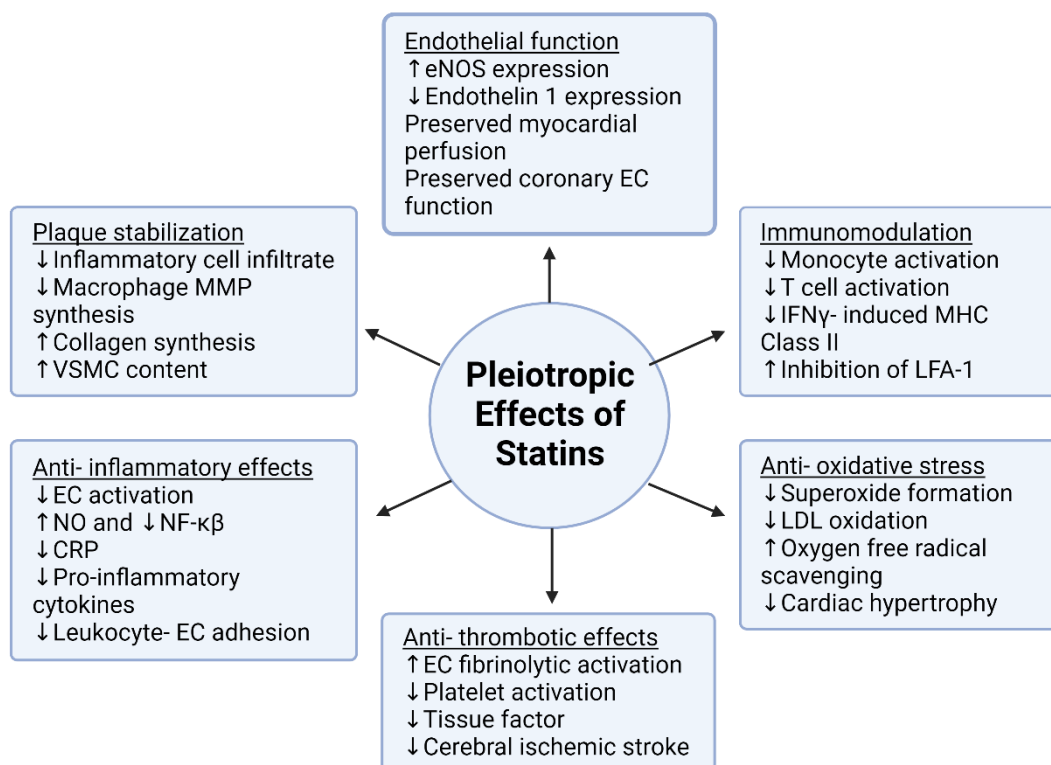 Endothelial function
↑eNOS expression
↓Endothelin 1 expression
Preserved myocardial
perfusion
Preserved coronary EC
function
Plaque stabilization
↓Inflammatory cell infiltrate
↓Macrophage MMP
synthesis
↑Collagen synthesis
↑VSMC content
Immunomodulation
↓Monocyte activation
↓T cell activation
↓IFNγ- induced MHC
Class II
↑Inhibition of LFA-1
Pleiotropic
Effects of
Statins
Anti- inflammatory effects
↓EC activation
↑NO and ↓NF-κβ
↓CRP
↓Pro-inflammatory
cytokines
↓Leukocyte- EC adhesion
Anti- oxidative stress
↓Superoxide formation
↓LDL oxidation
↑Oxygen free radical
scavenging
↓Cardiac hypertrophy
Anti- thrombotic effects
↑EC fibrinolytic activation
↓Platelet activation
↓Tissue factor
↓Cerebral ischemic stroke